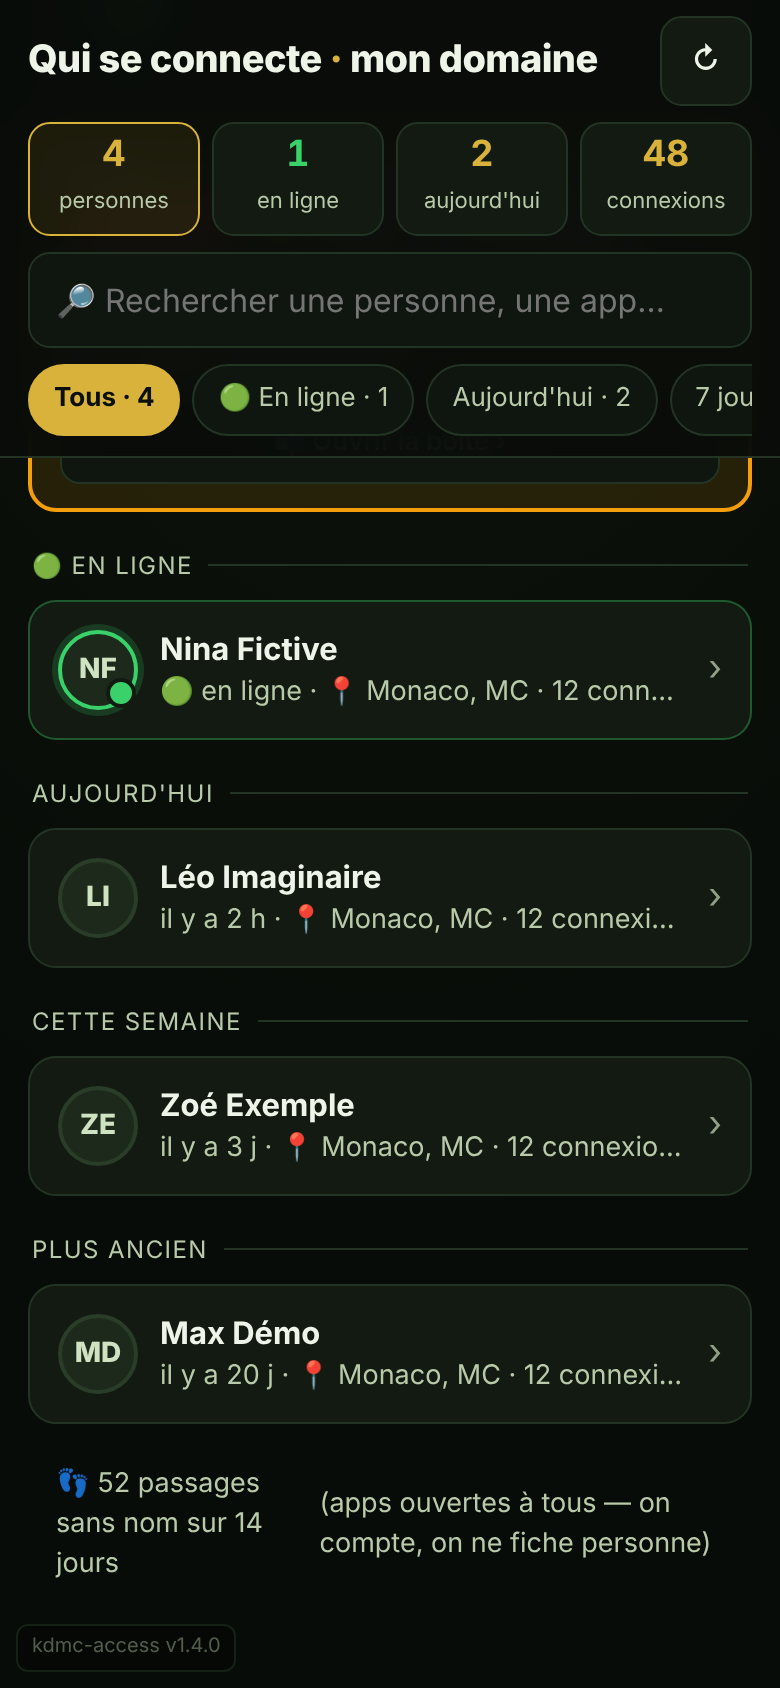 Qui se connecte · mon domaine
↻
4
personnes
1
en ligne
2
aujourd'hui
48
connexions
🔎 Rechercher une personne, une app...
Tous · 4
🟢 En ligne · 1
Aujourd'hui · 2
7 jou
Ouvrir la boîte ›
🟢 EN LIGNE
NF
Nina Fictive
🟢 en ligne · 📍 Monaco, MC · 12 conn...
›
AUJOURD'HUI
LI
Léo Imaginaire
il y a 2 h · 📍 Monaco, MC · 12 connexi...
›
CETTE SEMAINE
ZE
Zoé Exemple
il y a 3 j · 📍 Monaco, MC · 12 connexio...
›
PLUS ANCIEN
MD
Max Démo
il y a 20 j · 📍 Monaco, MC · 12 connexi...
›
👣 52 passages
sans nom sur 14
jours
(apps ouvertes à tous — on
compte, on ne fiche personne)
kdmc-access v1.4.0